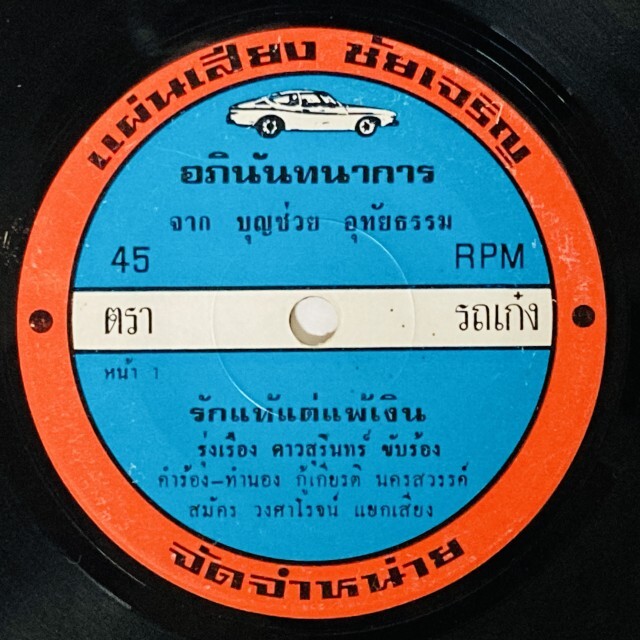 แผ่นเสียง ชัยเจริญ
อภินันทนาการ
จาก บุญช่วย อุทัยธรรม
45 RPM
ตรา รถเก๋ง
หน้า 1
รักแท้แต่แพ้เงิน
รุ่งเรือง ดาวสุรินทร์ ขับร้อง
คำร้อง-ทำนอง กู้เกียรติ นครสวรรค์
สมัคร วงศาโรจน์ แยกเสียง
จัดจำหน่าย